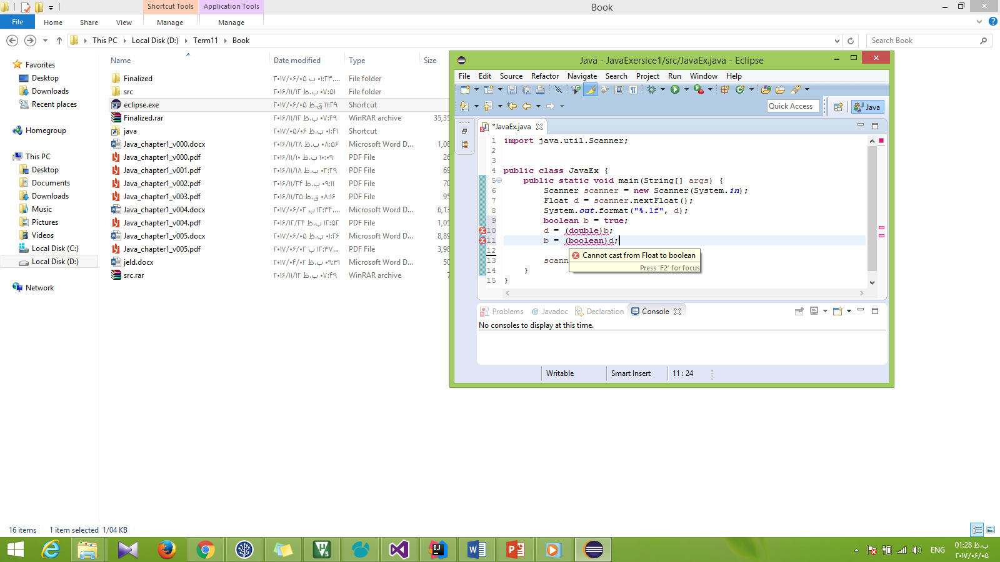 Shortcut Tools
Application Tools
Book
File
Home
Share
View
Manage
Manage
This PC
Local Disk (D:)
Term11
Book
Search Book
Favorites
Desktop
Downloads
Recent places
Homegroup
This PC
Desktop
Documents
Downloads
Music
Pictures
Videos
Local Disk (C:)
Local Disk (D:)
Network
Name Date modified Type Size
Finalized ۲۰۱۷/۰۶/۰۵ ب ۰۱:۲۳.... File folder
src ۲۰۱۶/۱۱/۱۲ ب.ظ ۰۷:۵۱ File folder
eclipse.exe ۲۰۱۷/۰۶/۰۵ ق.ظ ۱۱:۲۹ Shortcut
Finalized.rar ۲۰۱۶/۱۱/۱۲ ب.ظ ۰۷:۴۹ WinRAR archive 35,35
java ۲۰۱۷/۰۵/۰۶ ب.ظ ۰۱:۴۱ Shortcut
Java_chapter1_v000.docx ۲۰۱۶/۱۱/۲۸ ب.ظ ۰۸:۵۶ Microsoft Word D... 1,08
Java_chapter1_v000.pdf ۲۰۱۶/۱۱/۱۰ ب.ظ ۱۰:۰۹ PDF File 26
Java_chapter1_v001.pdf ۲۰۱۶/۱۱/۱۸ ب.ظ ۰۲:۲۹ PDF File 69
Java_chapter1_v002.pdf ۲۰۱۶/۱۱/۲۴ ب.ظ ۰۹:۱۱ PDF File 70
Java_chapter1_v003.pdf ۲۰۱۶/۱۱/۲۵ ق.ظ ۰۸:۱۶ PDF File 95
Java_chapter1_v004.docx ۲۰۱۷/۰۶/۰۲ ب ۱۲:۳۴... Microsoft Word D... 6,13
Java_chapter1_v004.pdf ۲۰۱۶/۱۲/۲۴ ب.ظ ۱۲:۵۲ PDF File 1,05
Java_chapter1_v005.docx ۲۰۱۷/۰۶/۰۵ ب.ظ ۰۱:۲۶ Microsoft Word D... 8,89
Java_chapter1_v005.pdf ۲۰۱۷/۰۶/۰۲ ب ۱۲:۳۷... PDF File 3,98
jeld.docx ۲۰۱۷/۰۴/۰۲ ب.ظ ۰۹:۳۱ Microsoft Word D... 50
src.rar ۲۰۱۶/۱۱/۱۲ ب.ظ ۰۷:۴۹ WinRAR archive 7
Java - JavaExersice1/src/JavaEx.java - Eclipse
File Edit Source Refactor Navigate Search Project Run Window Help
Quick Access
Java
*JavaEx.java
1 import java.util.Scanner;
2
3
4 public class JavaEx {
5 public static void main(String[] args) {
6 Scanner scanner = new Scanner(System.in);
7 Float d = scanner.nextFloat();
8 System.out.format("%.1f", d);
9 boolean b = true;
10 d = (double)b;
11 b = (boolean)d;
12
13 scann
14 }
15 }
Cannot cast from Float to boolean
Press 'F2' for focus
Problems @ Javadoc Declaration Console
No consoles to display at this time.
Writable Smart Insert 11 : 24
16 items 1 item selected 1/04 KB
ENG
01:28 ب.ظ
۲۰۱۷/۰۶/۰۵